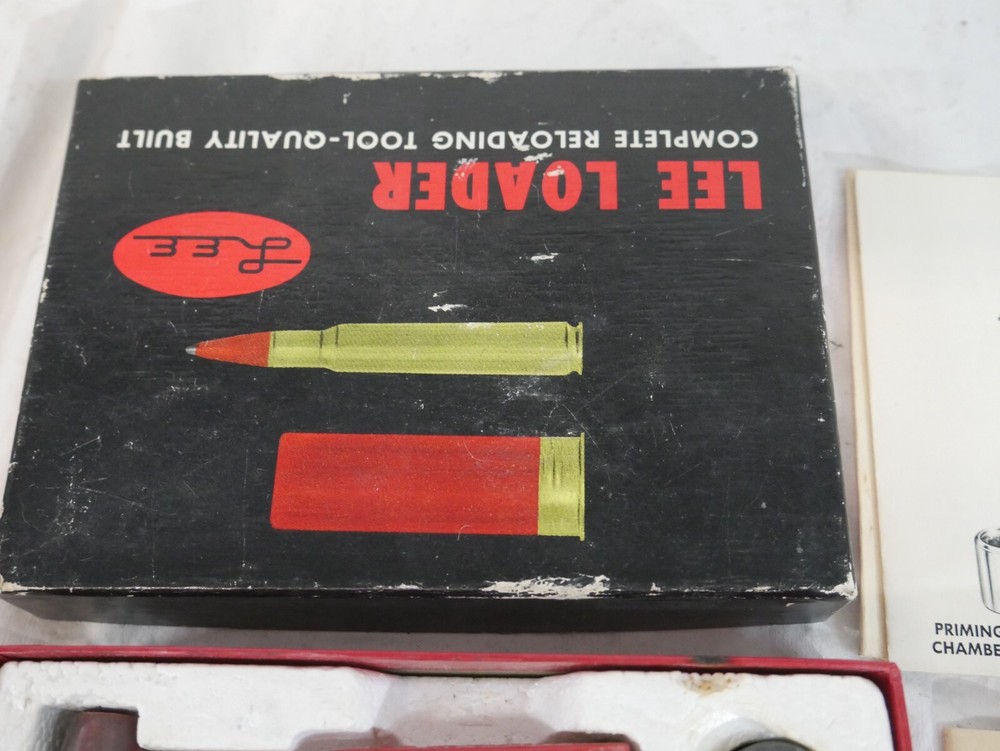 LEE LOADER
COMPLETE RELOADING TOOL-QUALITY BUILT
LEE
PRIMING
CHAMBE